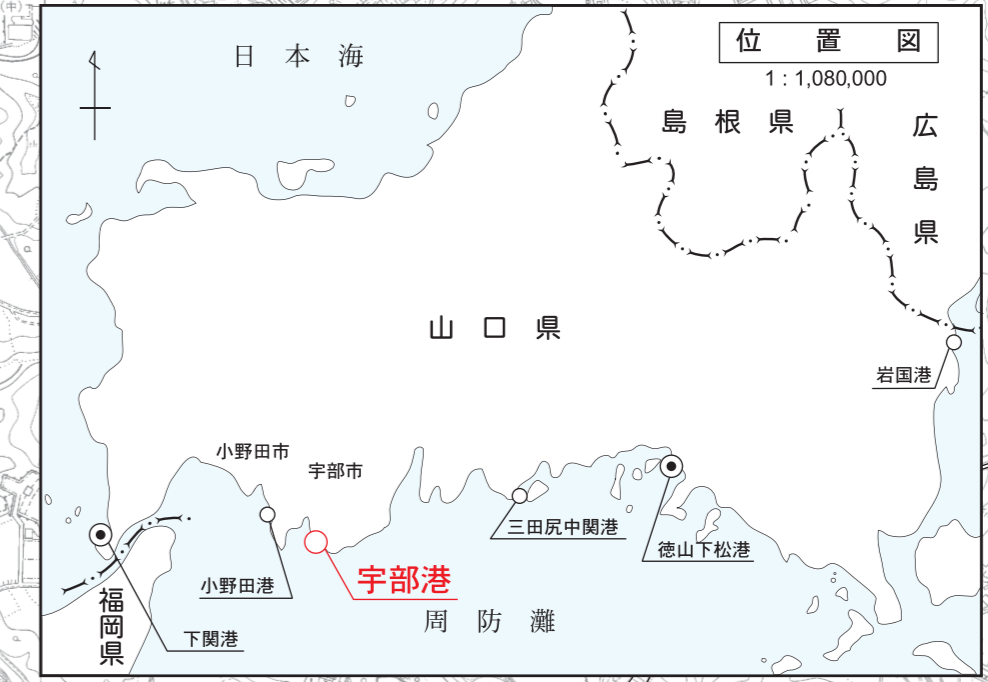 (中)
位置図
1:1,080,000
日本海
島根県
広島県
山口県
岩国港
小野田市
宇部市
三田尻中関港
徳山下松港
小野田港
宇部港
周防灘
福岡県
下関港